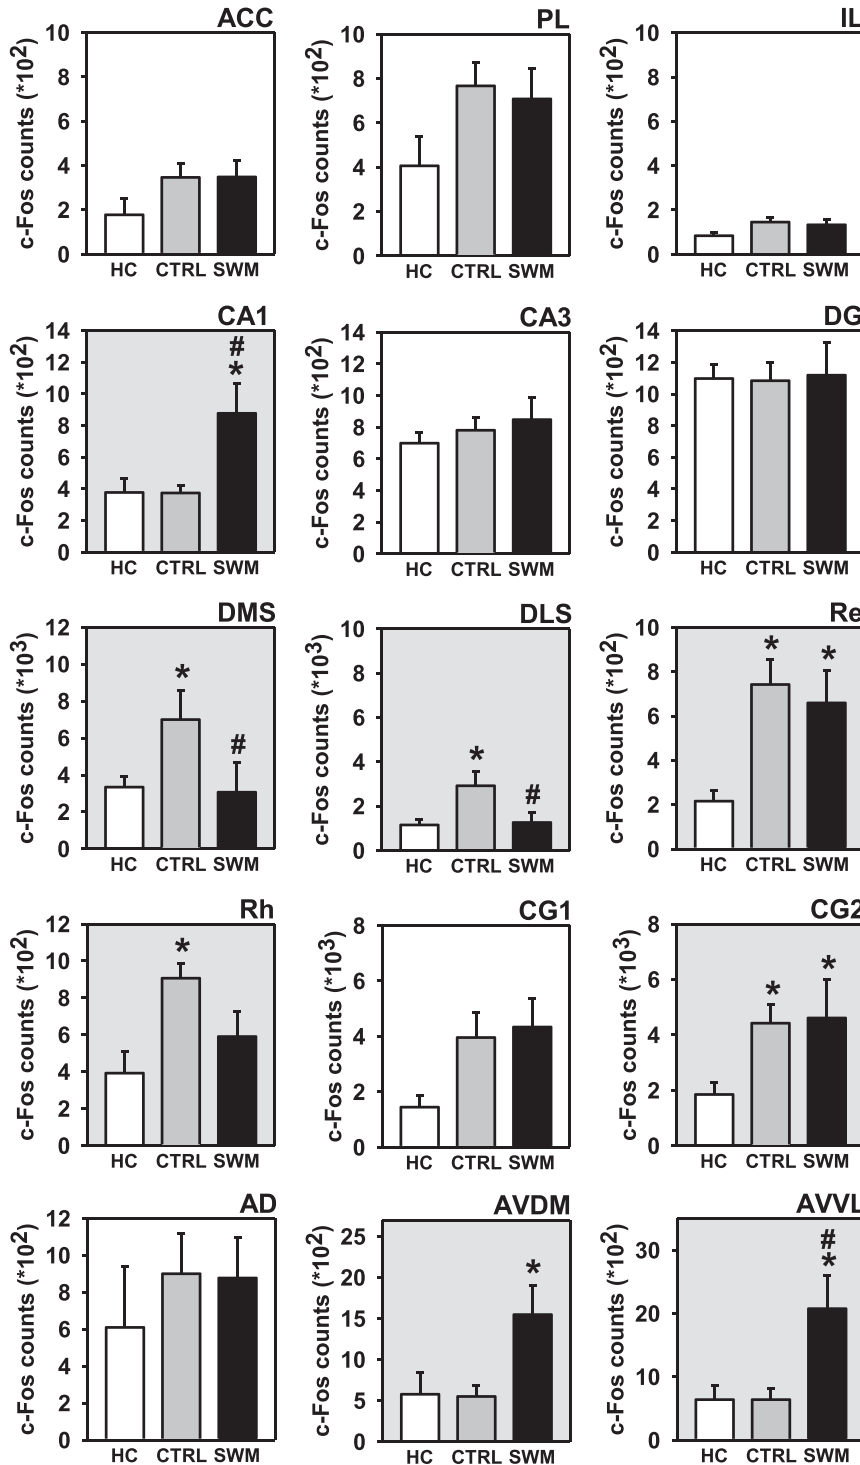 ACC
c-Fos counts (*10²)
10
8
6
4
2
0
HC CTRL SWM
PL
c-Fos counts (*10²)
10
8
6
4
2
0
HC CTRL SWM
IL
c-Fos counts (*10²)
10
8
6
4
2
0
HC CTRL SWM
CA1
c-Fos counts (*10²)
14
12
10
8
6
4
2
0
#
*
HC CTRL SWM
CA3
c-Fos counts (*10²)
14
12
10
8
6
4
2
0
HC CTRL SWM
DG
c-Fos counts (*10²)
14
12
10
8
6
4
2
0
HC CTRL SWM
DMS
c-Fos counts (*10³)
12
10
8
6
4
2
0
*
#
HC CTRL SWM
DLS
c-Fos counts (*10³)
10
8
6
4
2
0
*
#
HC CTRL SWM
Re
c-Fos counts (*10²)
10
8
6
4
2
0
* *
HC CTRL SWM
Rh
c-Fos counts (*10²)
12
10
8
6
4
2
0
*
HC CTRL SWM
CG1
c-Fos counts (*10³)
8
6
4
2
0
HC CTRL SWM
CG2
c-Fos counts (*10³)
8
6
4
2
0
* *
HC CTRL SWM
AD
c-Fos counts (*10²)
12
10
8
6
4
2
0
HC CTRL SWM
AVDM
c-Fos counts (*10²)
25
20
15
10
5
0
*
HC CTRL SWM
AVVL
c-Fos counts (*10²)
30
20
10
0
#
*
HC CTRL SWM